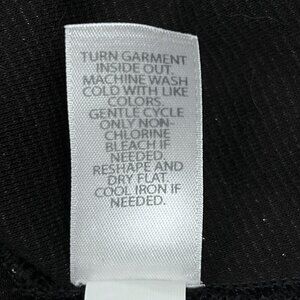 TURN GARMENT
INSIDE OUT.
MACHINE WASH
COLD WITH LIKE
COLORS.
GENTLE CYCLE
ONLY NON-
CHLORINE
BLEACH IF
NEEDED.
RESHAPE AND
DRY FLAT.
COOL IRON IF
NEEDED.